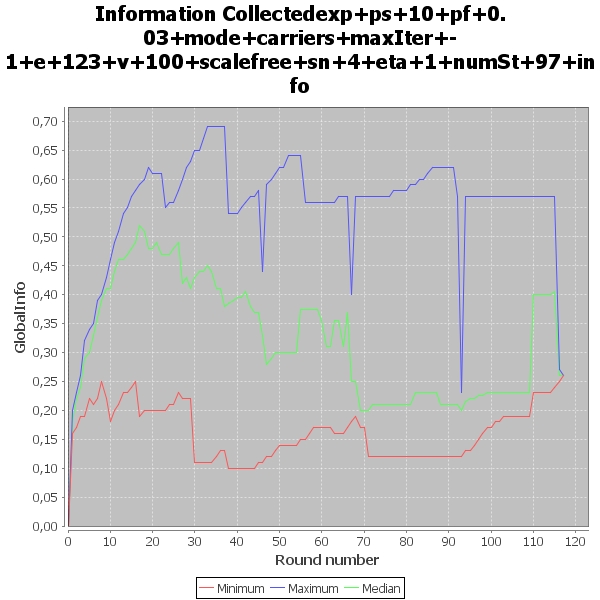 Information Collectedexp+ps+10+pf+0.
03+mode+carriers+maxIter+-
1+e+123+v+100+scalefree+sn+4+eta+1+numSt+97+in
fo
0,70
0,65
0,60
0,55
0,50
0,45
0,40
0,35
0,30
0,25
0,20
0,15
0,10
0,05
0,00
GlobalInfo
0 10 20 30 40 50 60 70 80 90 100 110 120
Round number
Minimum Maximum Median